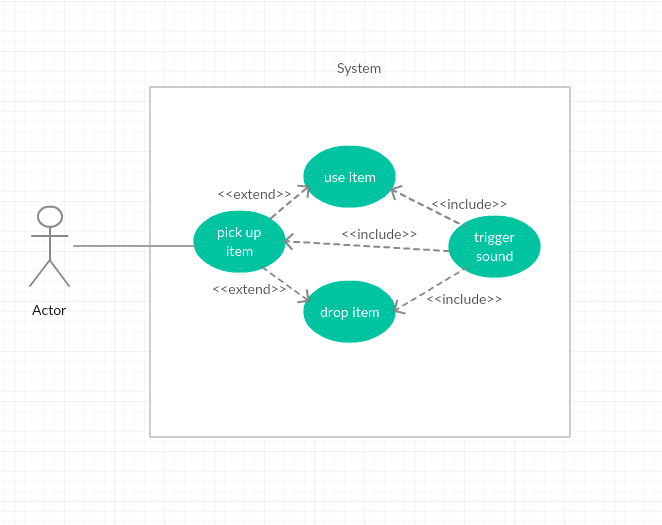 System
use item
<<extend>>
<<include>>
pick up
item
<<include>>
trigger
sound
<<extend>>
<<include>>
drop item
Actor